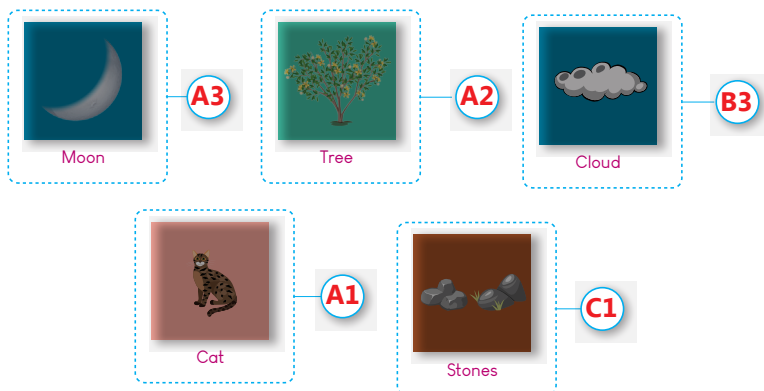 Moon
A3
Tree
A2
Cloud
B3
Cat
A1
Stones
C1